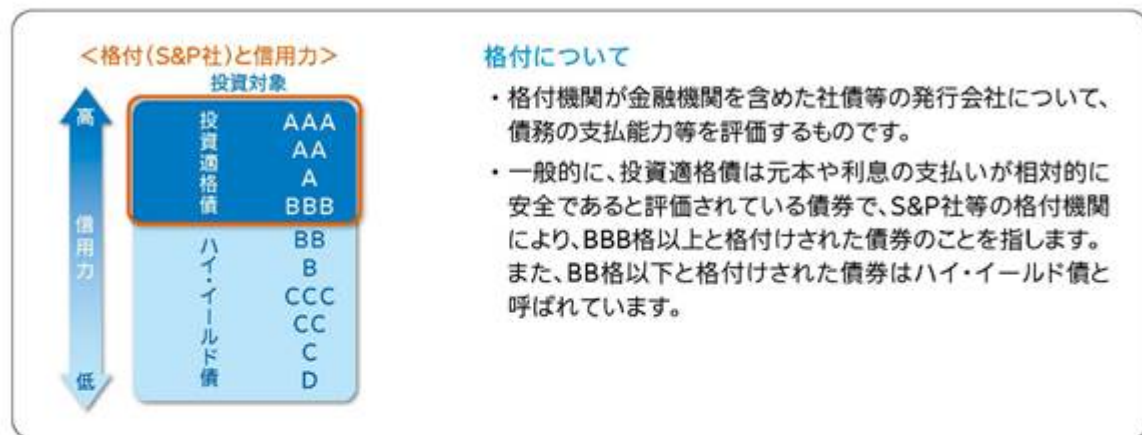 <格付(S&P社)と信用力>
投資対象
高
信用力
低
投資適格債
AAA
AA
A
BBB
ハイ・イールド債
BB
B
CCC
CC
C
D
格付について
・格付機関が金融機関を含めた社債等の発行会社について、
債務の支払能力等を評価するものです。
・一般的に、投資適格債は元本や利息の支払いが相対的に
安全であると評価されている債券で、S&P社等の格付機関
により、BBB格以上と格付けされた債券のことを指します。
また、BB格以下と格付けされた債券はハイ・イールド債と
呼ばれています。